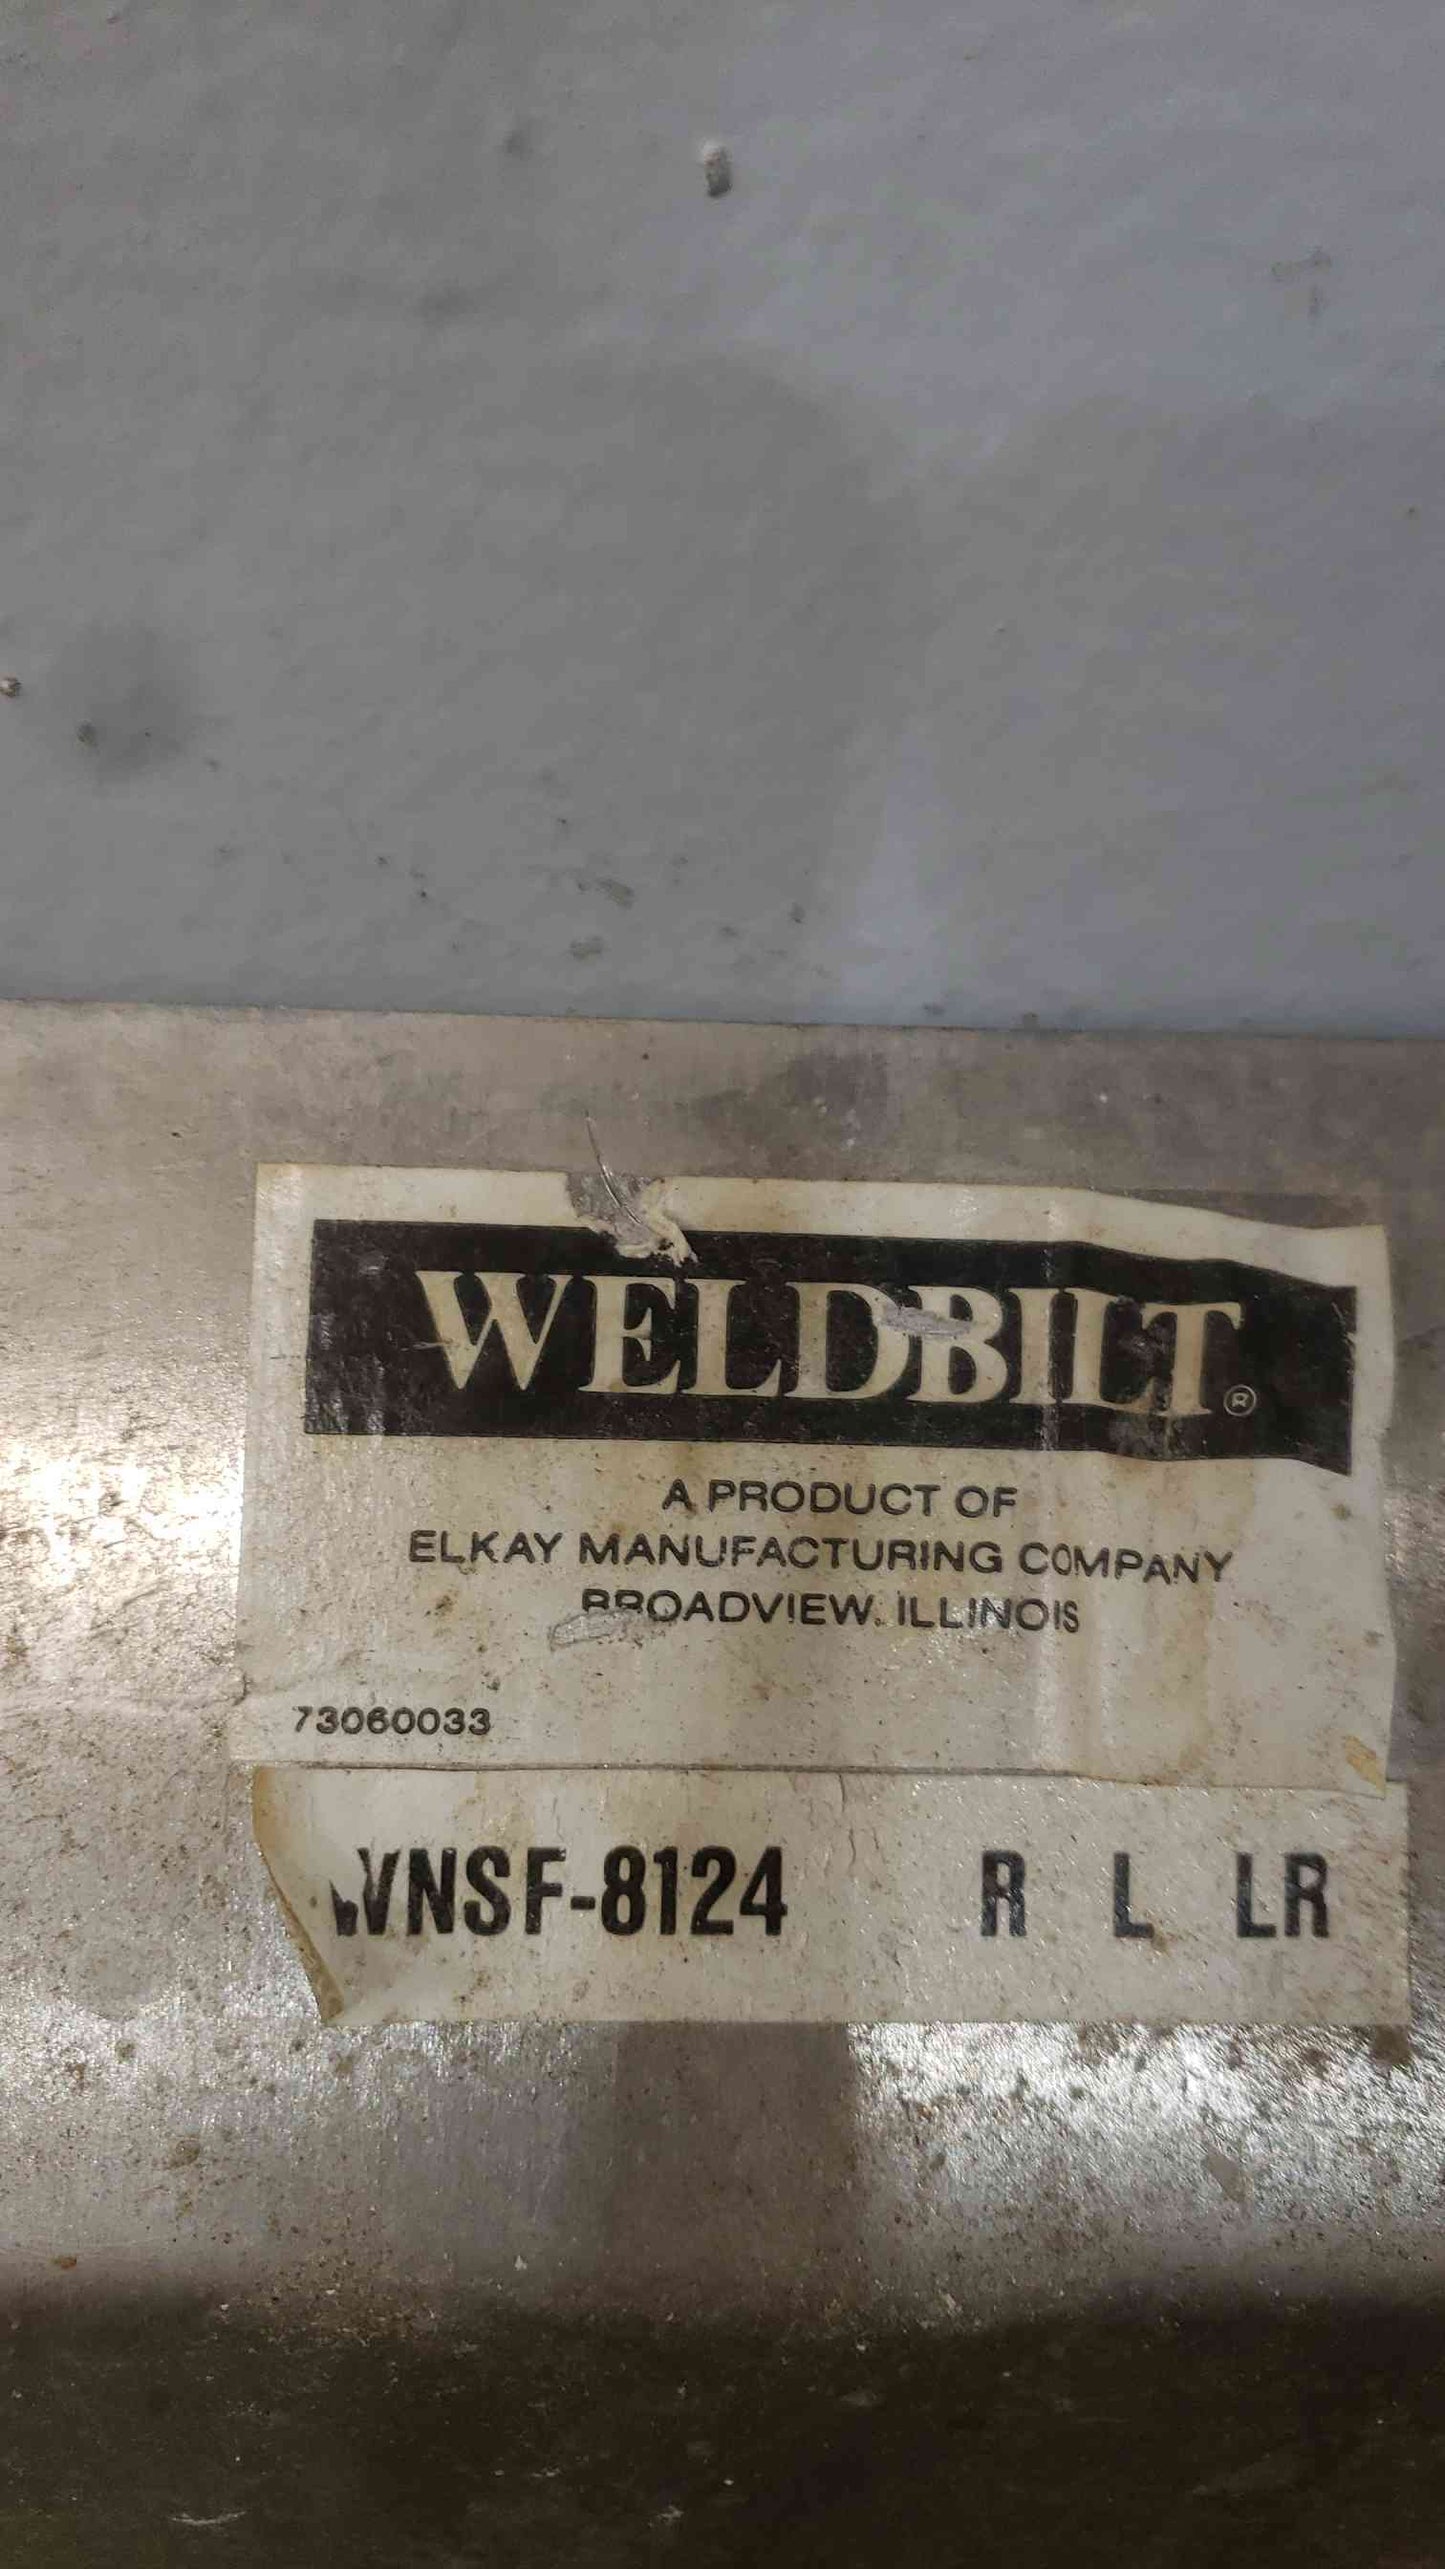 WELDBILT®
A PRODUCT OF
ELKAY MANUFACTURING COMPANY
BROADVIEW, ILLINOIS
73060033
WNSF-8124 R L LR